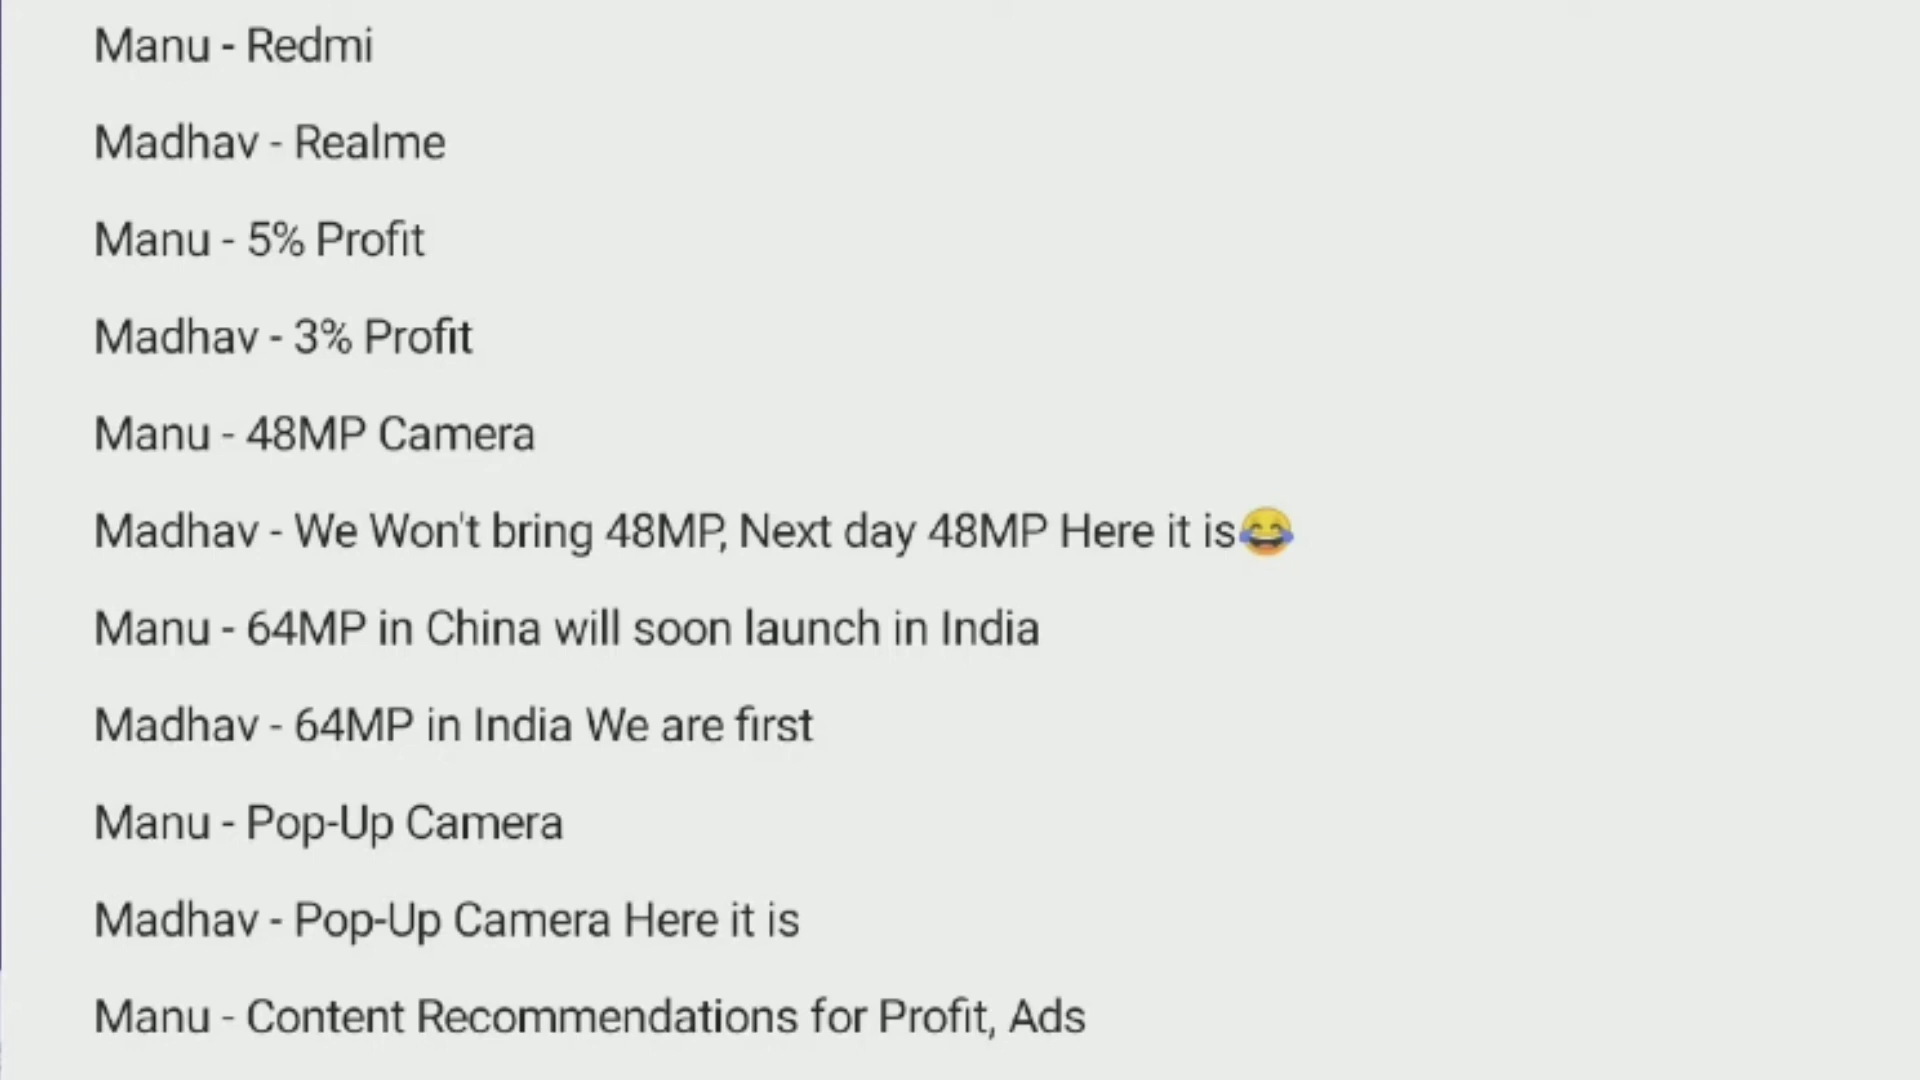 Manu - Redmi
Madhav - Realme
Manu - 5% Profit
Madhav - 3% Profit
Manu - 48MP Camera
Madhav - We Won't bring 48MP, Next day 48MP Here it is😂
Manu - 64MP in China will soon launch in India
Madhav - 64MP in India We are first
Manu - Pop-Up Camera
Madhav - Pop-Up Camera Here it is
Manu - Content Recommendations for Profit, Ads